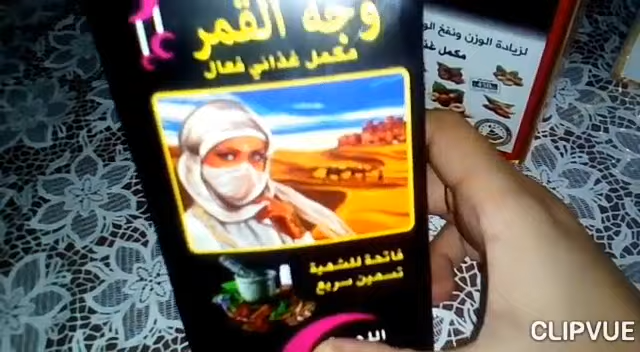 وجه القمر
مكمل غذائي فعال
فاتحة للشهية
تسمين سريع
لزيادة الوزن ونفخ
مكمل
CLIPVUE